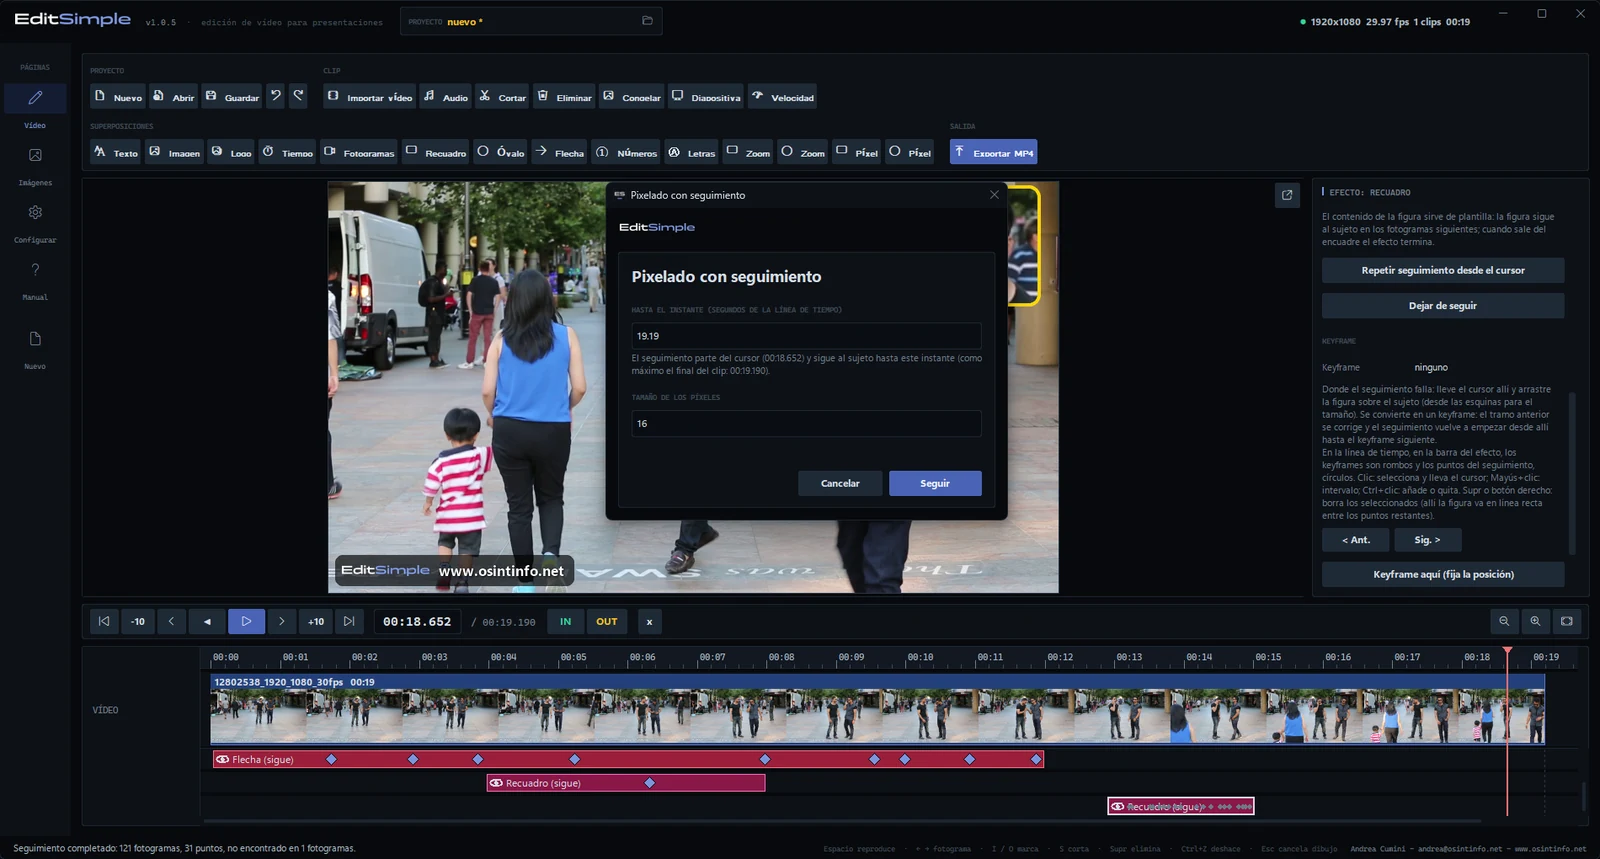 EditSimple v1.0.5 · edición de vídeo para presentaciones
PROYECTO nuevo *
1920x1080 29.97 fps 1 clips 00:19
PÁGINAS
Vídeo
Imágenes
Configurar
Manual
Nuevo
PROYECTO
CLIP
Nuevo
Abrir
Guardar
Importar vídeo
Audio
Cortar
Eliminar
Congelar
Diapositiva
Velocidad
SUPERPOSICIONES
SALIDA
Texto
Imagen
Logo
Tiempo
Fotogramas
Recuadro
Óvalo
Flecha
Números
Letras
Zoom
Zoom
Píxel
Píxel
Exportar MP4
Pixelado con seguimiento
EditSimple
Pixelado con seguimiento
HASTA EL INSTANTE (SEGUNDOS DE LA LÍNEA DE TIEMPO)
19.19
El seguimiento parte del cursor (00:18.652) y sigue al sujeto hasta este instante (como
máximo el final del clip: 00:19.190).
TAMAÑO DE LOS PÍXELES
16
Cancelar
Seguir
EditSimple www.osintinfo.net
EFECTO: RECUADRO
El contenido de la figura sirve de plantilla: la figura sigue
al sujeto en los fotogramas siguientes; cuando sale del
encuadre el efecto termina.
Repetir seguimiento desde el cursor
Dejar de seguir
KEYFRAME
Keyframe ninguno
Donde el seguimiento falla: lleve el cursor allí y arrastre
la figura sobre el sujeto (desde las esquinas para el
tamaño). Se convierte en un keyframe: el tramo anterior
se corrige y el seguimiento vuelve a empezar desde allí
hasta el keyframe siguiente.
En la línea de tiempo, en la barra del efecto, los
keyframes son rombos y los puntos del seguimiento,
círculos. Clic: selecciona y lleva el cursor; Mayús+clic:
intervalo; Ctrl+clic: añade o quita. Supr o botón derecho:
borra los seleccionados (allí la figura va en línea recta
entre los puntos restantes).
< Ant.
Sig. >
Keyframe aquí (fija la posición)
-10
+10
00:18.652 / 00:19.190
IN
OUT
x
00:00 00:01 00:02 00:03 00:04 00:05 00:06 00:07 00:08 00:09 00:10 00:11 00:12 00:13 00:14 00:15 00:16 00:17 00:18 00:19
12802538_1920_1080_30fps 00:19
VÍDEO
Flecha (sigue)
Recuadro (sigue)
Recuadro (sigue)
Seguimiento completado: 121 fotogramas, 31 puntos, no encontrado en 1 fotogramas.
Espacio reproduce · ← → fotograma · I / O marca · S corta · Supr elimina · Ctrl+Z deshace · Esc cancela dibujo
Andrea Cumini — andrea@osintinfo.net — www.osintinfo.net